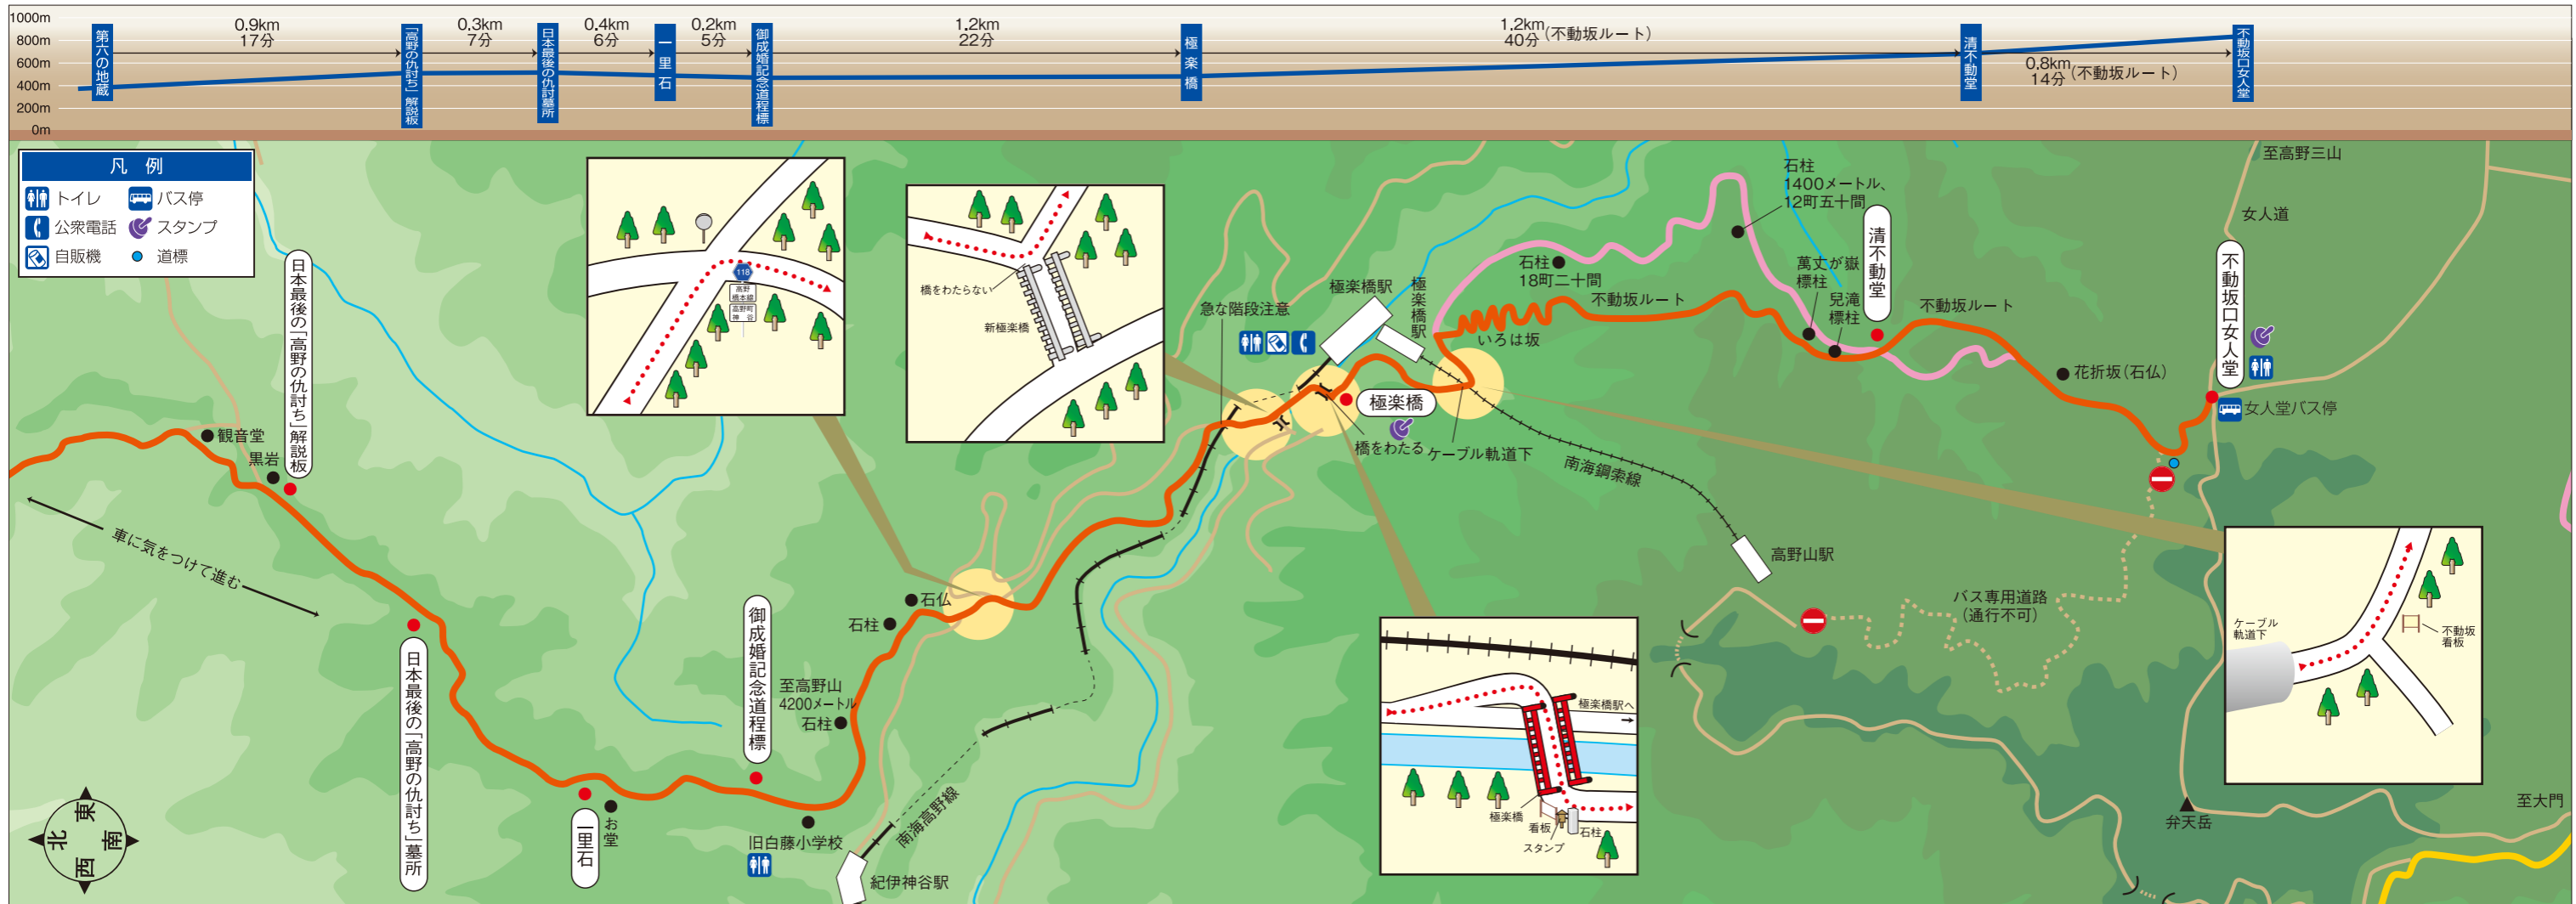 1000m
800m
600m
400m
200m
0m
第六の地蔵
0.9km
17分
「高野の仇討ち」解説板
0.3km
7分
日本最後の仇討墓所
0.4km
6分
一里石
0.2km
5分
御成婚記念道程標
1.2km
22分
極楽橋
1.2km
40分(不動坂ルート)
清不動堂
0.8km
14分(不動坂ルート)
不動坂口女人堂
凡 例
トイレ
バス停
公衆電話
スタンプ
自販機
道標
日本最後の「高野の仇討ち」解説板
観音堂
黒岩
車に気をつけて進む
日本最後の「高野の仇討ち」墓所
一里石
お堂
御成婚記念道程標
旧白藤小学校
至高野山
4200メートル
石柱
石柱
石仏
紀伊神谷駅
南海高野線
118
高野
橋本線
高野町
神谷
橋をわたらない
新極楽橋
急な階段注意
極楽橋駅
極楽橋駅
極楽橋
橋をわたる
ケーブル軌道下
いろは坂
石柱
18町二十間
不動坂ルート
石柱
1400メートル、
12町五十間
萬丈が嶽
標柱
兒滝
標柱
清不動堂
不動坂ルート
花折坂(石仏)
南海鋼索線
高野山駅
バス専用道路
(通行不可)
至高野三山
女人道
不動坂口女人堂
女人堂バス停
極楽橋駅へ
極楽橋
看板
スタンプ
石柱
ケーブル
軌道下
不動坂
看板
弁天岳
至大門
東
北
南
西